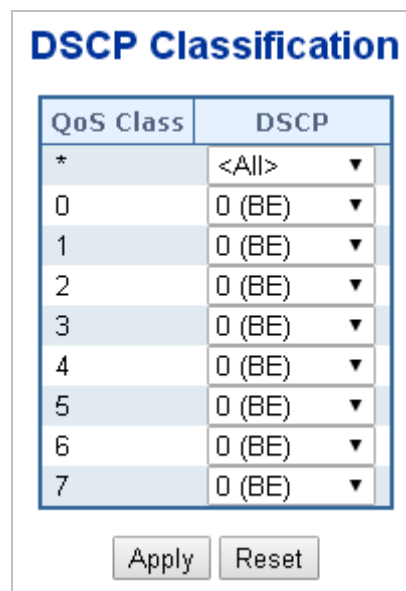 DSCP Classification
QoS Class DSCP
* <All>
0 0 (BE)
1 0 (BE)
2 0 (BE)
3 0 (BE)
4 0 (BE)
5 0 (BE)
6 0 (BE)
7 0 (BE)
Apply Reset